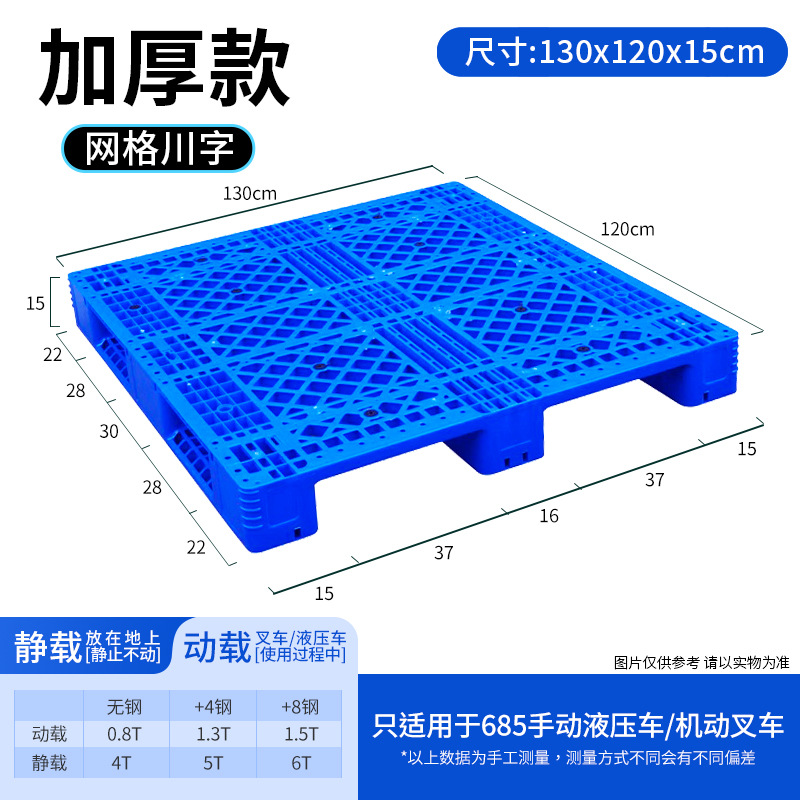 加厚款
网格川字
尺寸:130x120x15cm
130cm
120cm
15
22
28
30
28
22
15
37
16
37
15
静载 放在地上
[静止不动]
动载 叉车/液压车
[使用过程中]
图片仅供参考 请以实物为准
无钢 +4钢 +8钢
动载 0.8T 1.3T 1.5T
静载 4T 5T 6T
只适用于685手动液压车/机动叉车
*以上数据为手工测量，测量方式不同会有不同偏差